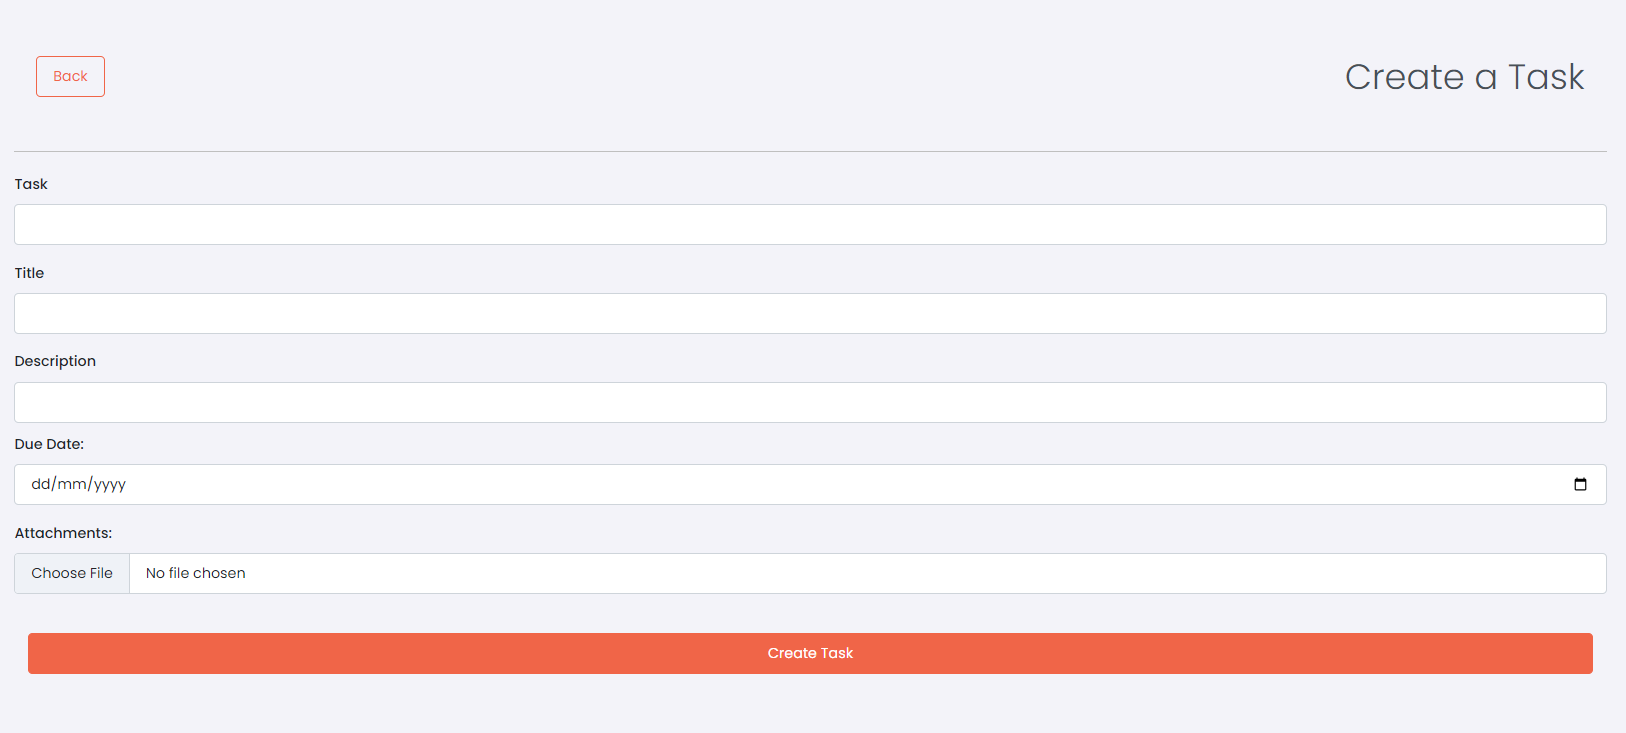 Back
Create a Task
Task
Title
Description
Due Date:
dd/mm/yyyy
Attachments:
Choose File No file chosen
Create Task